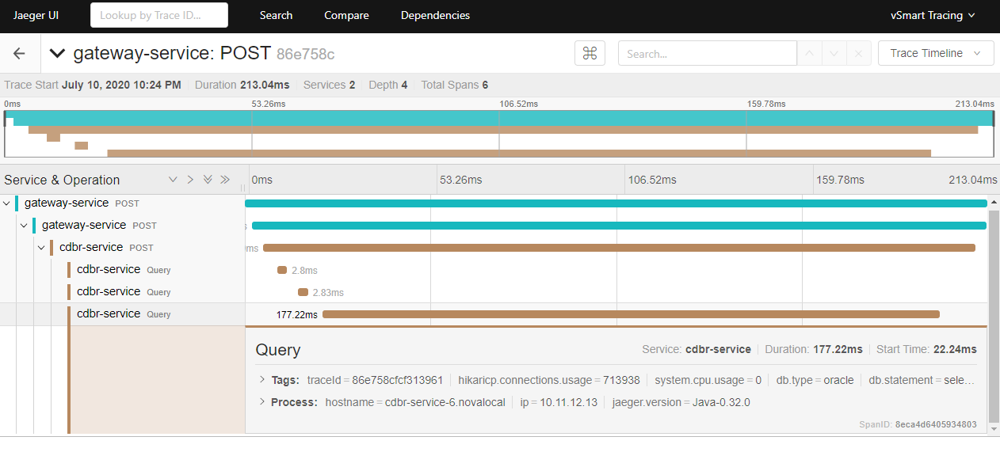 Jaeger UI Lookup by Trace ID... Search Compare Dependencies vSmart Tracing
gateway-service: POST 86e758c ⌘ Search... Trace Timeline
Trace Start July 10, 2020 10:24 PM Duration 213.04ms Services 2 Depth 4 Total Spans 6
0ms 53.26ms 106.52ms 159.78ms 213.04ms
Service & Operation 0ms 53.26ms 106.52ms 159.78ms 213.04ms
gateway-service POST
gateway-service POST
cdbr-service POST ms
cdbr-service Query 2.8ms
cdbr-service Query 2.83ms
cdbr-service Query 177.22ms
Query Service: cdbr-service Duration: 177.22ms Start Time: 22.24ms
Tags: traceId = 86e758cfcf313961 hikaricp.connections.usage = 713938 system.cpu.usage = 0 db.type = oracle db.statement = sele...
Process: hostname = cdbr-service-6.novalocal ip = 10.11.12.13 jaeger.version = Java-0.32.0
SpanID: 8eca4d6405934803